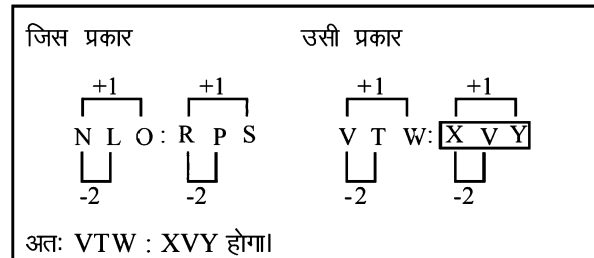 जिस प्रकार उसी प्रकार
+1 +1 +1 +1
N L O : R P S V T W : X V Y
-2 -2 -2 -2
अतः VTW : XVY होगा।